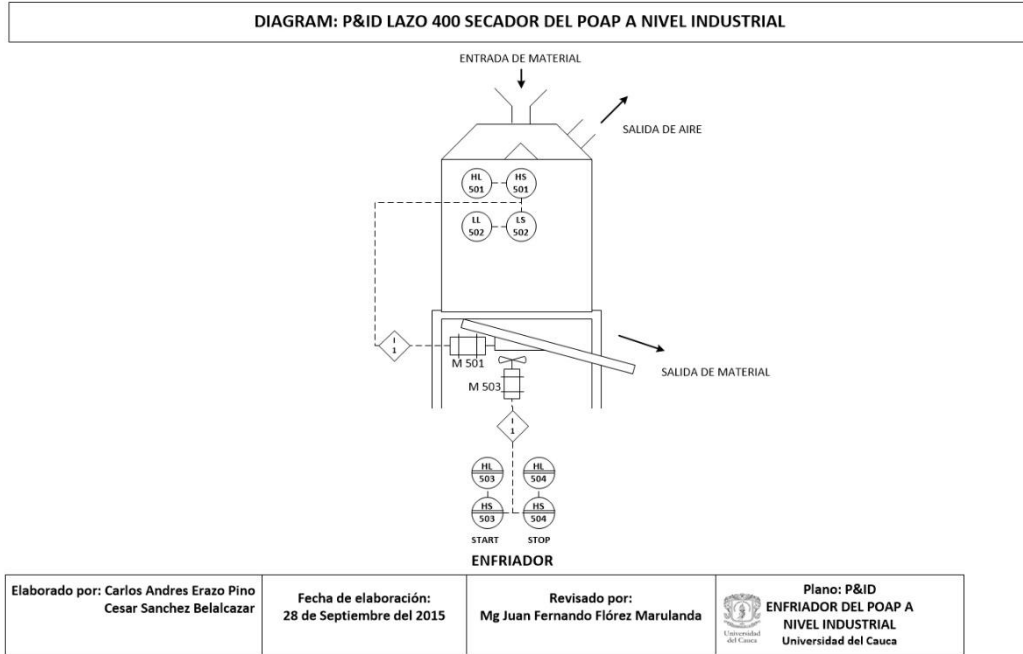 DIAGRAM: P&ID LAZO 400 SECADOR DEL POAP A NIVEL INDUSTRIAL
ENTRADA DE MATERIAL
SALIDA DE AIRE
HL
501
HS
501
LL
502
LS
502
I
1
M 501
M 503
SALIDA DE MATERIAL
I
1
HL
503
HL
504
HS
503
HS
504
START
STOP
ENFRIADOR
Elaborado por: Carlos Andres Erazo Pino
Cesar Sanchez Belalcazar
Fecha de elaboración:
28 de Septiembre del 2015
Revisado por:
Mg Juan Fernando Flórez Marulanda
Universidad
del Cauca
Plano: P&ID
ENFRIADOR DEL POAP A
NIVEL INDUSTRIAL
Universidad del Cauca